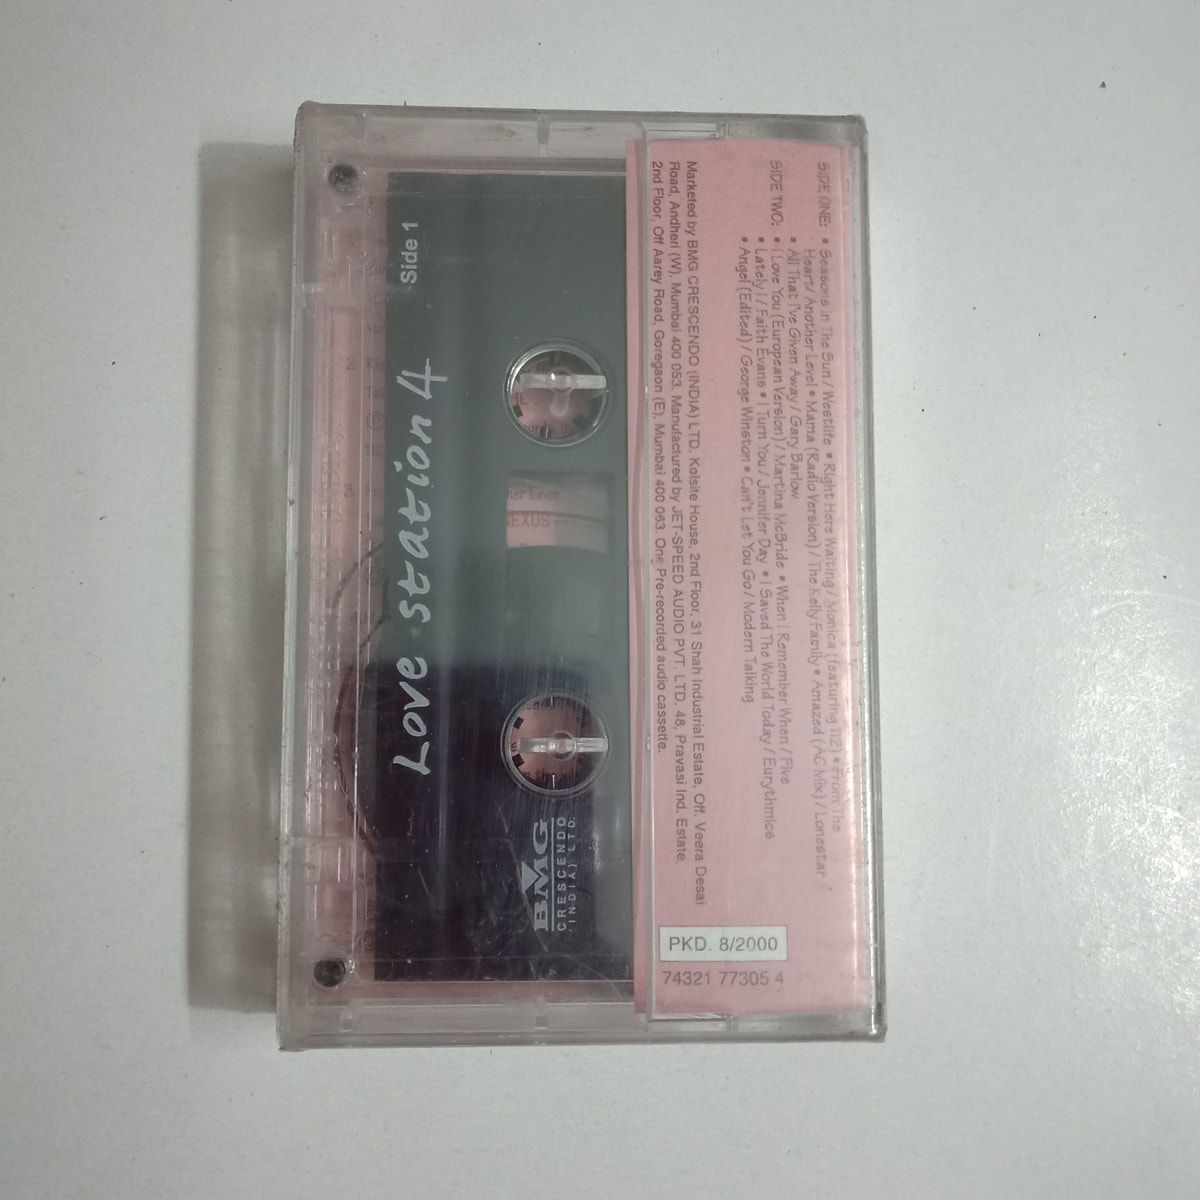 SIDE ONE: • Seasons in The Sun / Westlife • Right Here Waiting / Monica (featuring 112) • From The
Heart / Another Level • Mama (Radio Version) / The Kelly Family • Amazed (AC Mix) / Lonestar
• All That I've Given Away / Gary Barlow
SIDE TWO: • I Love You (European Version) / Martina McBride • When I Remember When / Five
• Lately I / Faith Evans • I Turn You / Jennifer Day • I Saved The World Today / Eurythmics
• Angel (Edited) / George Winston • Can't Let You Go / Modern Talking
Marketed by BMG CRESCENDO (INDIA) LTD. Kolsite House, 2nd Floor, 31 Shah Industrial Estate, Off. Veera Desai
Road, Andheri (W), Mumbai 400 053. Manufactured by JET-SPEED AUDIO PVT. LTD. 48, Pravasi Ind. Estate,
2nd Floor, Off Aarey Road, Goregaon (E), Mumbai 400 063. One Pre-recorded audio cassette.
PKD. 8/2000
74321 77305 4
Side 1
Love station 4
her Level
NEXUS
BMG
CRESCENDO
(INDIA) LTD.